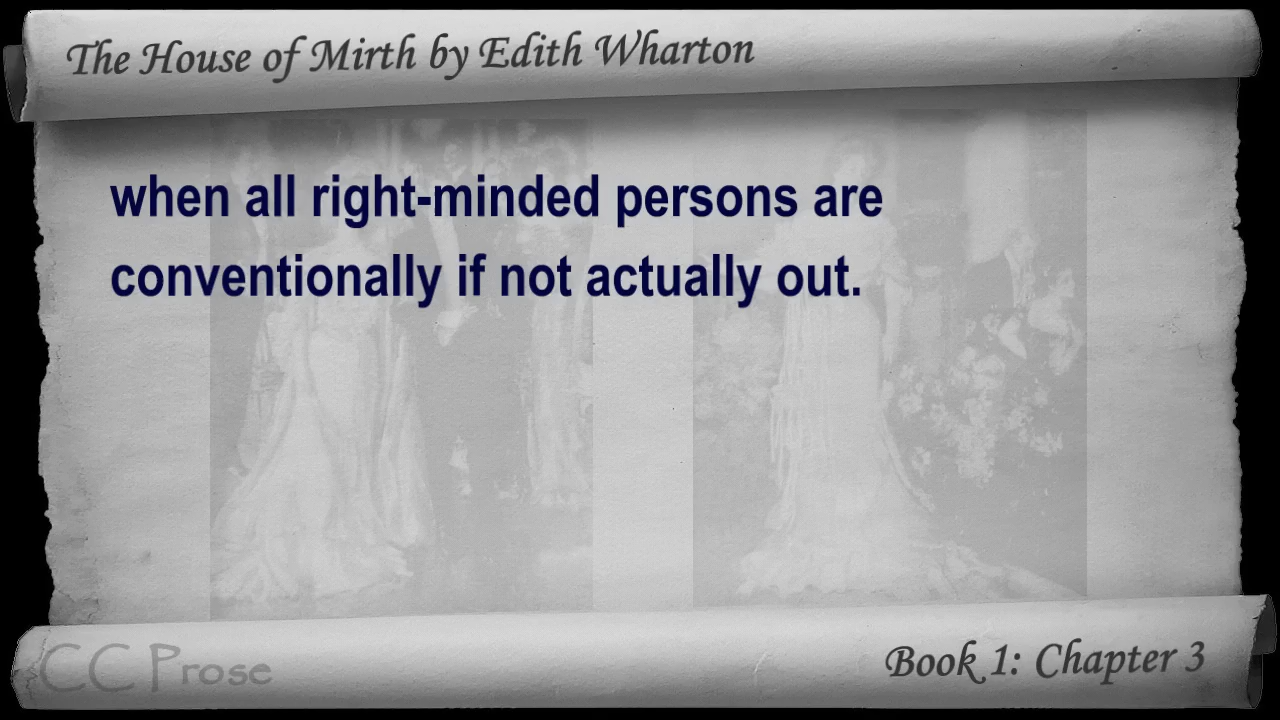 The House of Mirth by Edith Wharton
when all right-minded persons are
conventionally if not actually out.
CC Prose
Book 1: Chapter 3